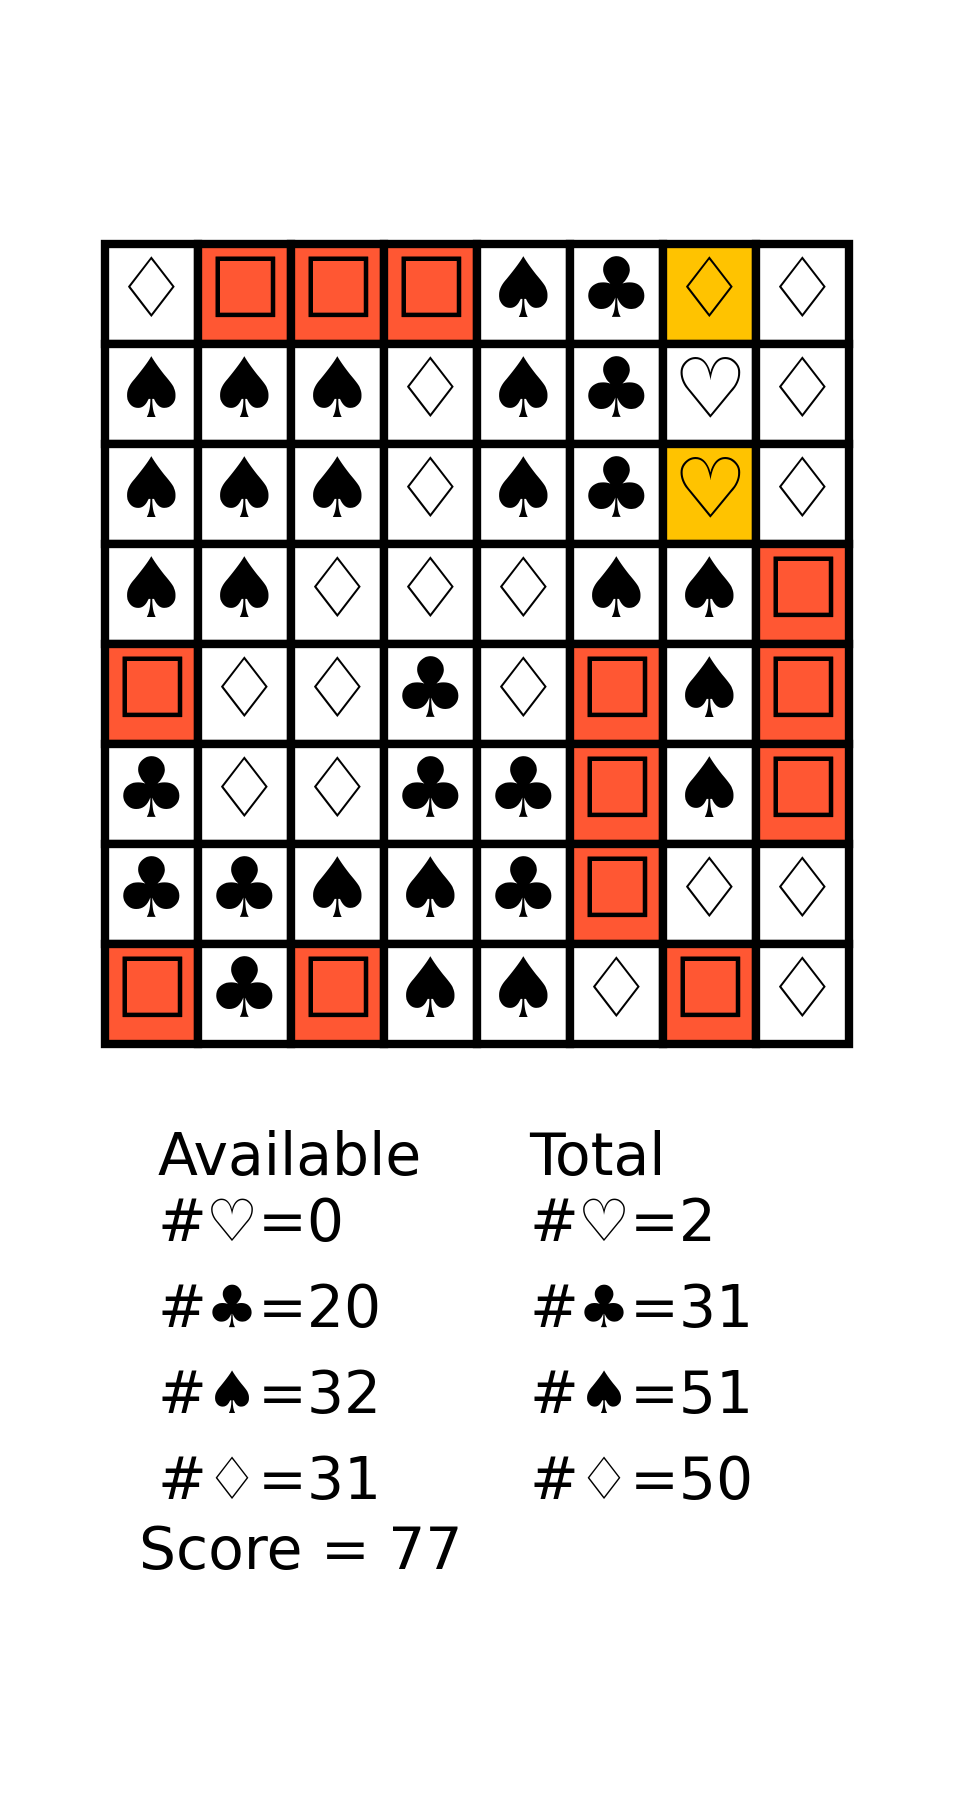 ♢ □ □ □ ♠ ♣ ♢ ♢
♠ ♠ ♠ ♢ ♠ ♣ ♡ ♢
♠ ♠ ♠ ♢ ♠ ♣ ♡ ♢
♠ ♠ ♢ ♢ ♢ ♠ ♠ □
□ ♢ ♢ ♣ ♢ □ ♠ □
♣ ♢ ♢ ♣ ♣ □ ♠ □
♣ ♣ ♠ ♠ ♣ □ ♢ ♢
□ ♣ □ ♠ ♠ ♢ □ ♢
Available Total
#♡=0 #♡=2
#♣=20 #♣=31
#♠=32 #♠=51
#♢=31 #♢=50
Score = 77